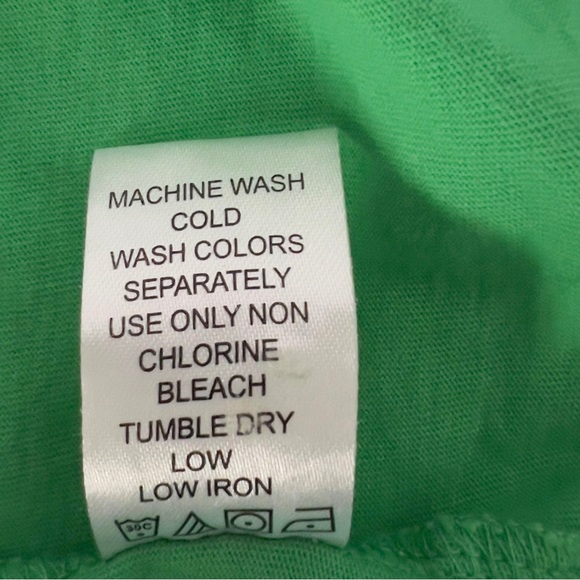 MACHINE WASH
COLD
WASH COLORS
SEPARATELY
USE ONLY NON
CHLORINE
BLEACH
TUMBLE DRY
LOW
LOW IRON
30C